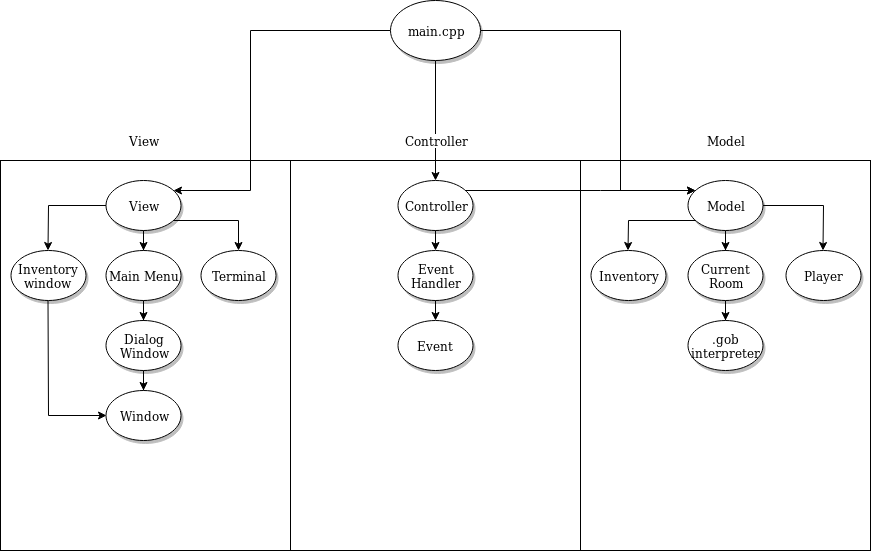 main.cpp
View
Controller
Model
View
Controller
Model
Inventory
window
Main Menu
Terminal
Event
Handler
Inventory
Current
Room
Player
Dialog
Window
Event
.gob
interpreter
Window